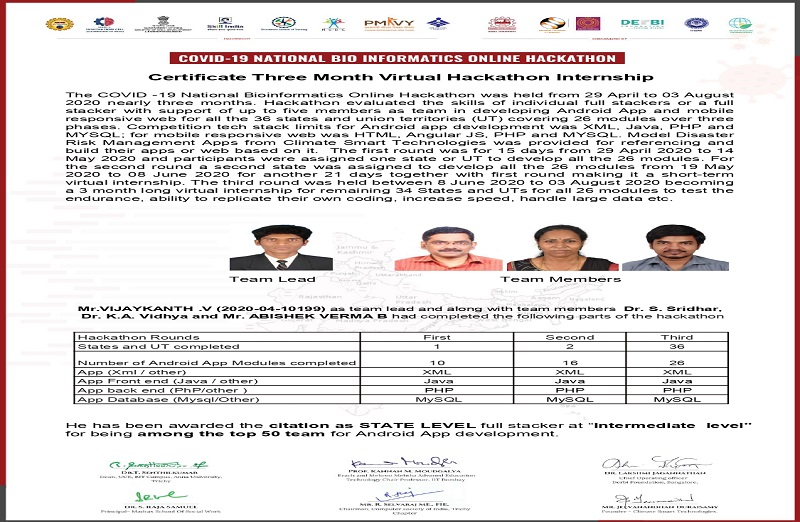 Skill India
PMKVY
DERBI
COVID-19 NATIONAL BIO INFORMATICS ONLINE HACKATHON
Certificate Three Month Virtual Hackathon Internship
The COVID -19 National Bioinformatics Online Hackathon was held from 29 April to 03 August
2020 nearly three months. Hackathon evaluated the skills of individual full stackers or a full
stacker with support of up to five members as team in developing Android App and mobile
responsive web for all the 36 states and union territories (UT) covering 26 modules over three
phases. Competition tech stack limits for Android app development was XML, Java, PHP and
MYSQL; for mobile responsive web was HTML, Angular JS, PHP and MYSQL. Model Disaster
Risk Management Apps from Climate Smart Technologies was provided for referencing and
build their apps or web based on it. The first round was for 15 days from 29 April 2020 to 14
May 2020 and participants were assigned one state or UT to develop all the 26 modules. For
the second round a second state was assigned to develop all the 26 modules from 19 May
2020 to 08 June 2020 for another 21 days together with first round making it a short-term
virtual internship. The third round was held between 8 June 2020 to 03 August 2020 becoming
a 3 month long virtual internship for remaining 34 States and UTs for all 26 modules to test the
endurance, ability to replicate their own coding, increase speed, handle large data etc.
Team Lead Team Members
Mr.VIJAYKANTH .V (2020-04-10199) as team lead and along with team members Dr. S. Sridhar,
Dr. K.A. Vidhya and Mr. ABISHEK VERMA B had completed the following parts of the hackathon
Hackathon Rounds First Second Third
States and UT completed 1 2 36
Number of Android App Modules completed 10 16 26
App (Xml / other) XML XML XML
App Front end (Java / other) Java Java Java
App back end (PhP/other ) PHP PHP PHP
App Database (Mysql/Other) MySQL MySQL MySQL
He has been awarded the citation as STATE LEVEL full stacker at "Intermediate level"
for being among the top 50 team for Android App development.
DR.T. SENTHILKUMAR PROF. KANNAN M. MOUDGALYA DR. LAKSHMI JAGANNATHAN
Technology Chair Professor, IIT Bombay Chief Operating officer
Trichy Derbi Foundation, Bangalore.
DR. S. RAJA SAMUEL MR. R. SELVARAJ ME, FIE, MR. JEEVANANDHAN DURAISAMY
Principal- Madras School Of Social Work Chairman, Computer society of India, Trichy Founder - Climate Smart Technologies
Chapter